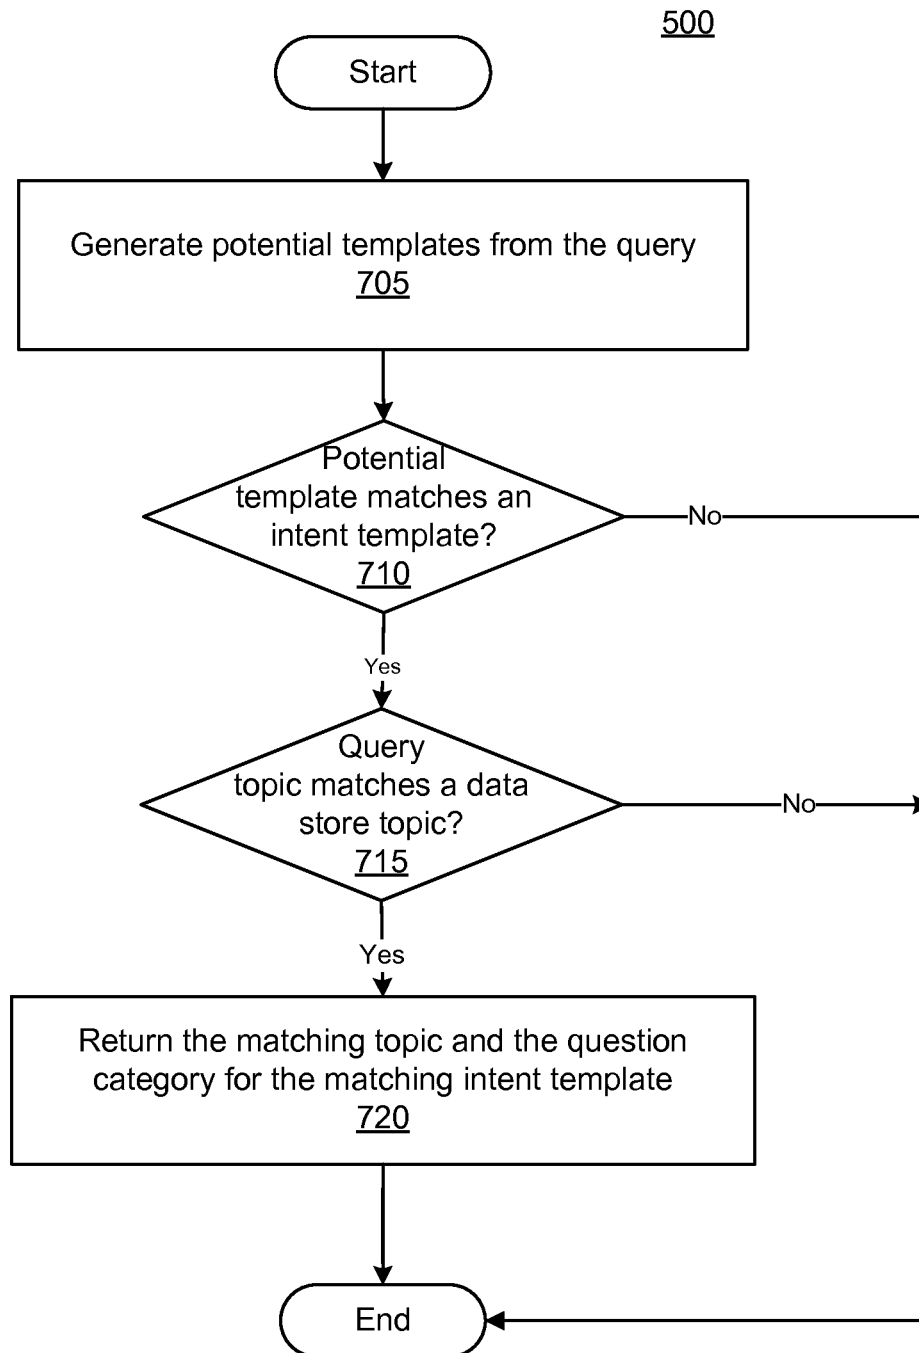 500
Start
Generate potential templates from the query
705
Potential
template matches an
intent template?
710
No
Yes
Query
topic matches a data
store topic?
715
No
Yes
Return the matching topic and the question
category for the matching intent template
720
End